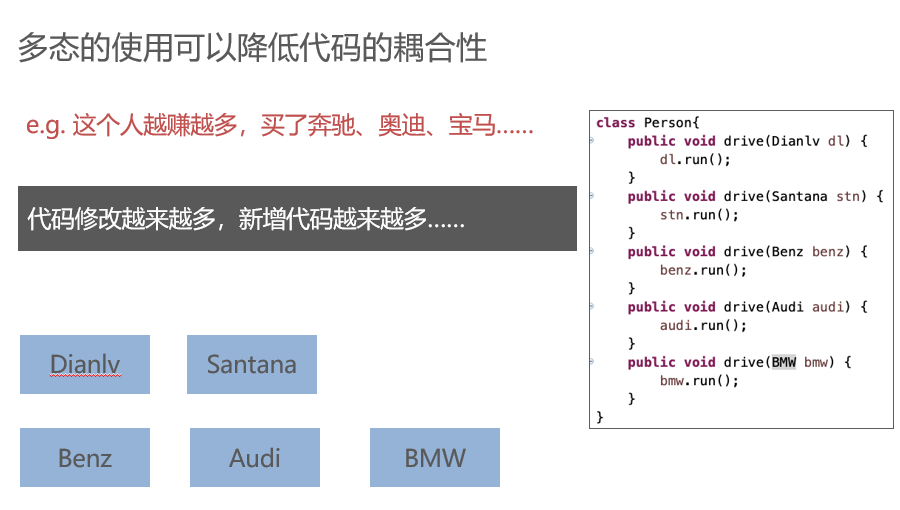 多态的使用可以降低代码的耦合性
e.g. 这个人越赚越多，买了奔驰、奥迪、宝马……
代码修改越来越多，新增代码越来越多……
Dianlv
Santana
Benz
Audi
BMW
class Person{
    public void drive(Dianlv dl) {
        dl.run();
    }
    public void drive(Santana stn) {
        stn.run();
    }
    public void drive(Benz benz) {
        benz.run();
    }
    public void drive(Audi audi) {
        audi.run();
    }
    public void drive(BMW bmw) {
        bmw.run();
    }
}